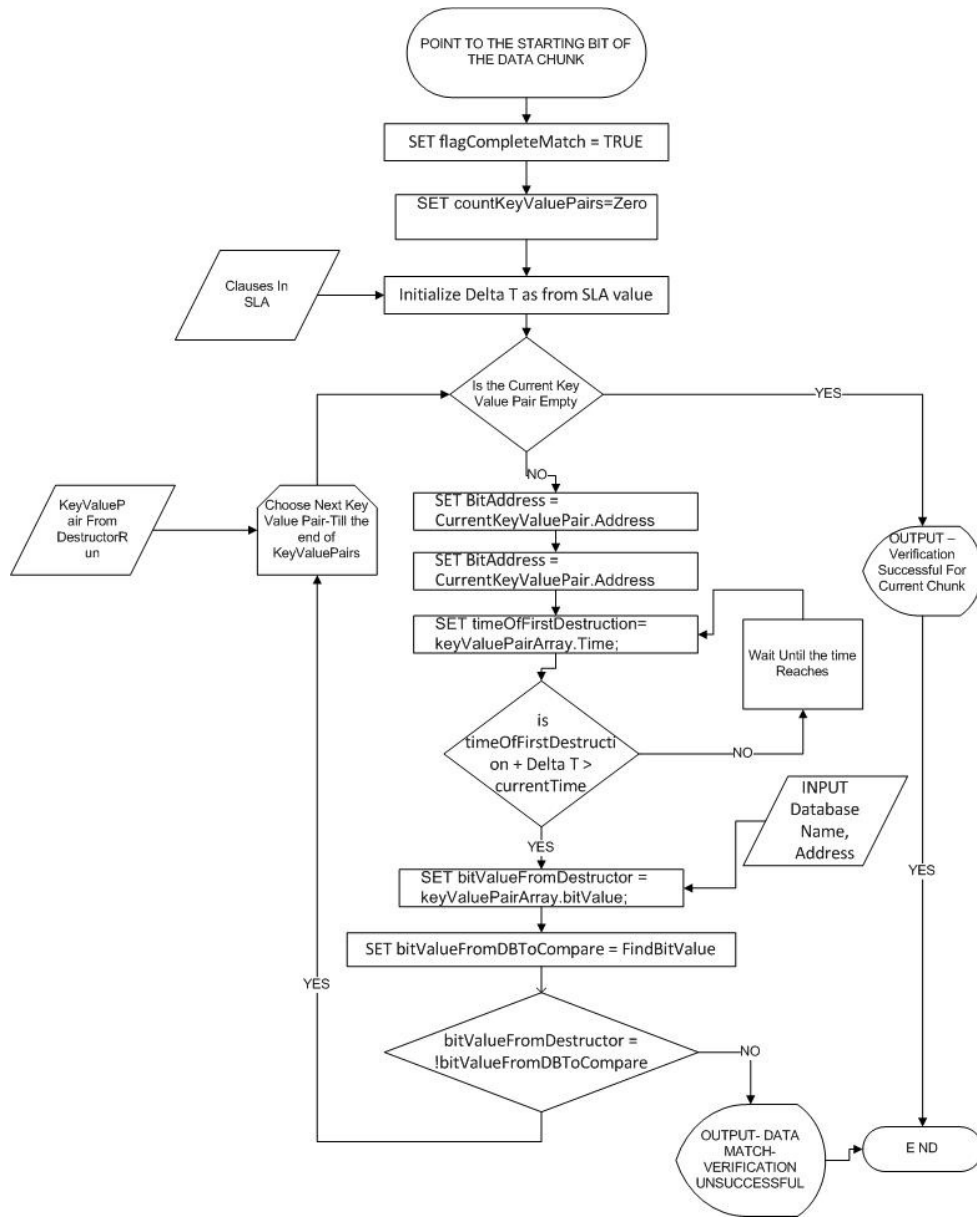 POINT TO THE STARTING BIT OF
THE DATA CHUNK
SET flagCompleteMatch = TRUE
SET countKeyValuePairs=Zero
Clauses In
SLA
Initialize Delta T as from SLA value
Is the Current Key
Value Pair Empty
YES
NO
KeyValueP
air From
DestructorR
un
Choose Next Key
Value Pair-Till the
end of
KeyValuePairs
SET BitAddress =
CurrentKeyValuePair.Address
SET BitAddress =
CurrentKeyValuePair.Address
OUTPUT –
Verification
Successful For
Current Chunk
SET timeOfFirstDestruction=
keyValuePairArray.Time;
Wait Until the time
Reaches
is
timeOfFirstDestructi
on + Delta T >
currentTime
NO
INPUT
Database
Name,
Address
YES
YES
SET bitValueFromDestructor =
keyValuePairArray.bitValue;
SET bitValueFromDBToCompare = FindBitValue
YES
bitValueFromDestructor =
!bitValueFromDBToCompare
NO
OUTPUT- DATA
MATCH-
VERIFICATION
UNSUCCESSFUL
E ND